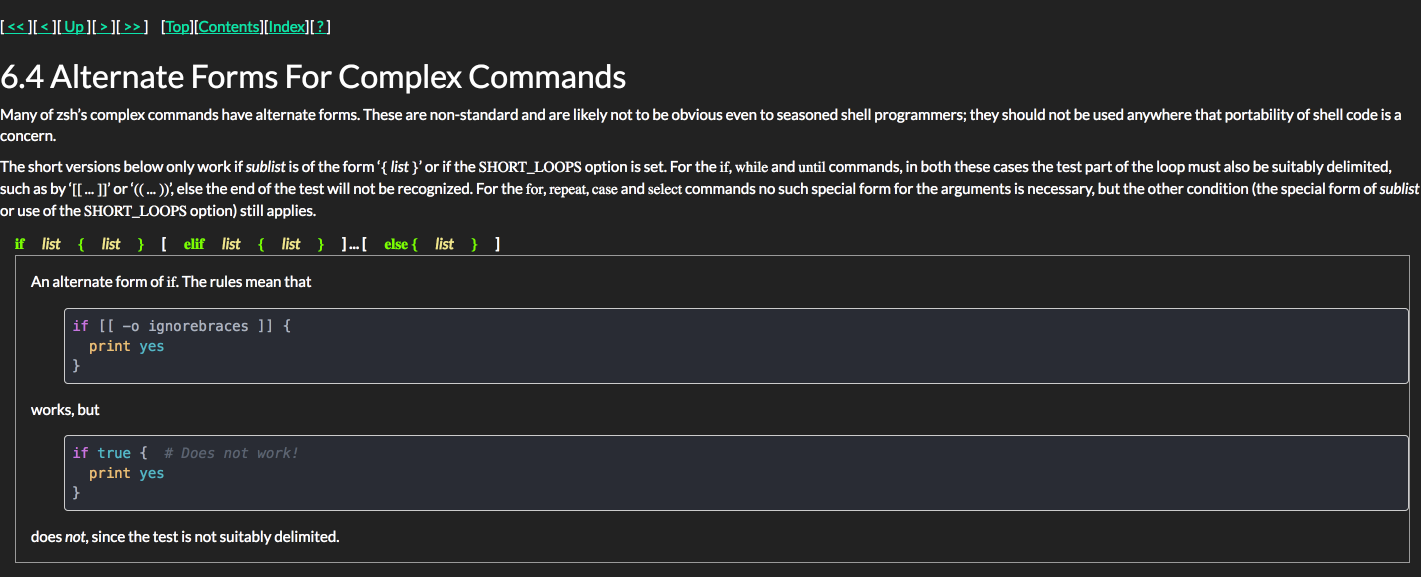 [ << ][ < ][ Up ][ > ][ >> ] [Top][Contents][Index][ ? ]
6.4 Alternate Forms For Complex Commands
Many of zsh’s complex commands have alternate forms. These are non-standard and are likely not to be obvious even to seasoned shell programmers; they should not be used anywhere that portability of shell code is a
concern.
The short versions below only work if sublist is of the form ‘{ list }’ or if the SHORT_LOOPS option is set. For the if, while and until commands, in both these cases the test part of the loop must also be suitably delimited,
such as by ‘[[ ... ]]’ or ‘(( ... ))’, else the end of the test will not be recognized. For the for, repeat, case and select commands no such special form for the arguments is necessary, but the other condition (the special form of sublist
or use of the SHORT_LOOPS option) still applies.
if list { list } [ elif list { list } ] ... [ else { list } ]
An alternate form of if. The rules mean that
if [[ -o ignorebraces ]] {
  print yes
}
works, but
if true {  # Does not work!
  print yes
}
does not, since the test is not suitably delimited.